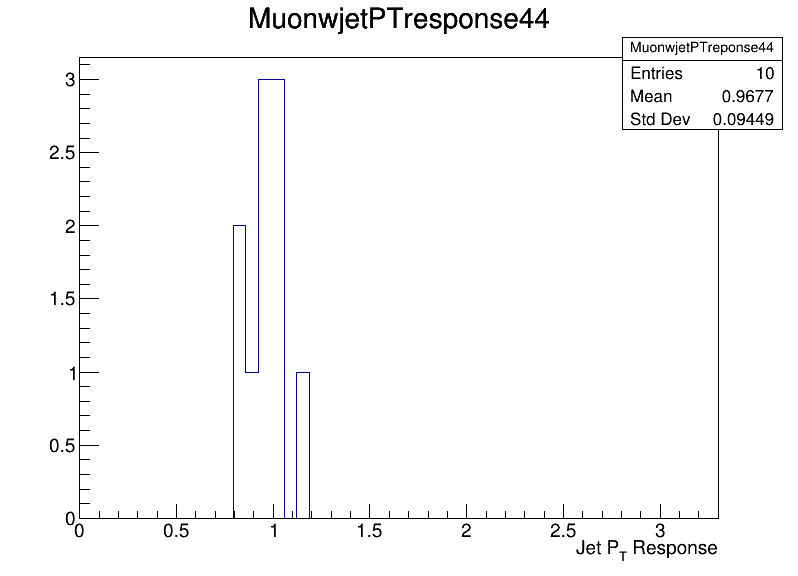 MuonwjetPTresponse44
MuonwjetPTreponse44
Entries 10
Mean 0.9677
Std Dev 0.09449
3
2.5
2
1.5
1
0.5
0
0 0.5 1 1.5 2 2.5 3
Jet PT Response